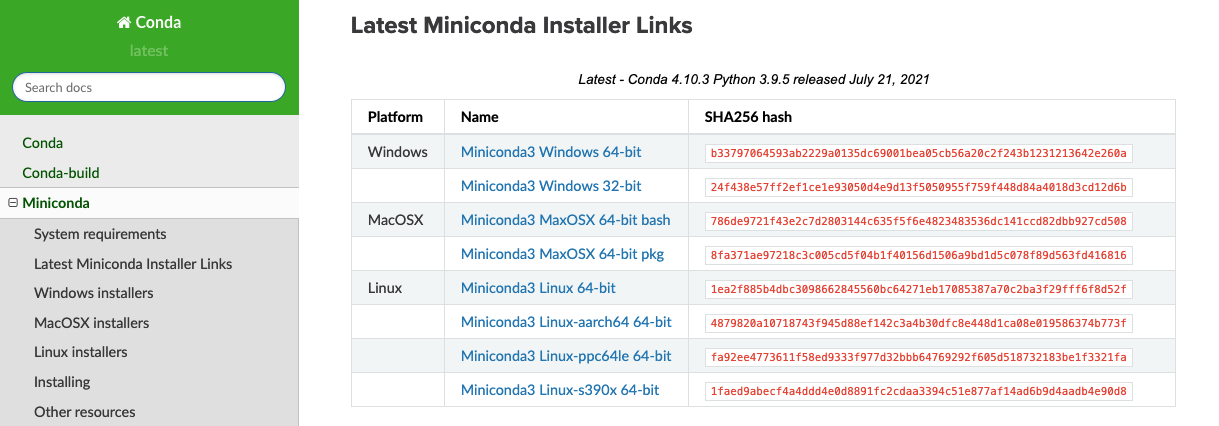 Conda
latest
Search docs
Conda
Conda-build
Miniconda
System requirements
Latest Miniconda Installer Links
Windows installers
MacOSX installers
Linux installers
Installing
Other resources
Latest Miniconda Installer Links
Latest - Conda 4.10.3 Python 3.9.5 released July 21, 2021
Platform Name SHA256 hash
Windows Miniconda3 Windows 64-bit b33797064593ab2229a0135dc69001bea05cb56a20c2f243b1231213642e260a
Miniconda3 Windows 32-bit 24f438e57ff2ef1ce1e93050d4e9d13f5050955f759f448d84a4018d3cd12d6b
MacOSX Miniconda3 MaxOSX 64-bit bash 786de9721f43e2c7d2803144c635f5f6e4823483536dc141ccd82dbb927cd508
Miniconda3 MaxOSX 64-bit pkg 8fa371ae97218c3c005cd5f04b1f40156d1506a9bd1d5c078f89d563fd416816
Linux Miniconda3 Linux 64-bit 1ea2f885b4dbc3098662845560bc64271eb17085387a70c2ba3f29fff6f8d52f
Miniconda3 Linux-aarch64 64-bit 4879820a10718743f945d88ef142c3a4b30dfc8e448d1ca08e019586374b773f
Miniconda3 Linux-ppc64le 64-bit fa92ee4773611f58ed9333f977d32bbb64769292f605d518732183be1f3321fa
Miniconda3 Linux-s390x 64-bit 1faed9abecf4a4ddd4e0d8891fc2cdaa3394c51e877af14ad6b9d4aadb4e90d8